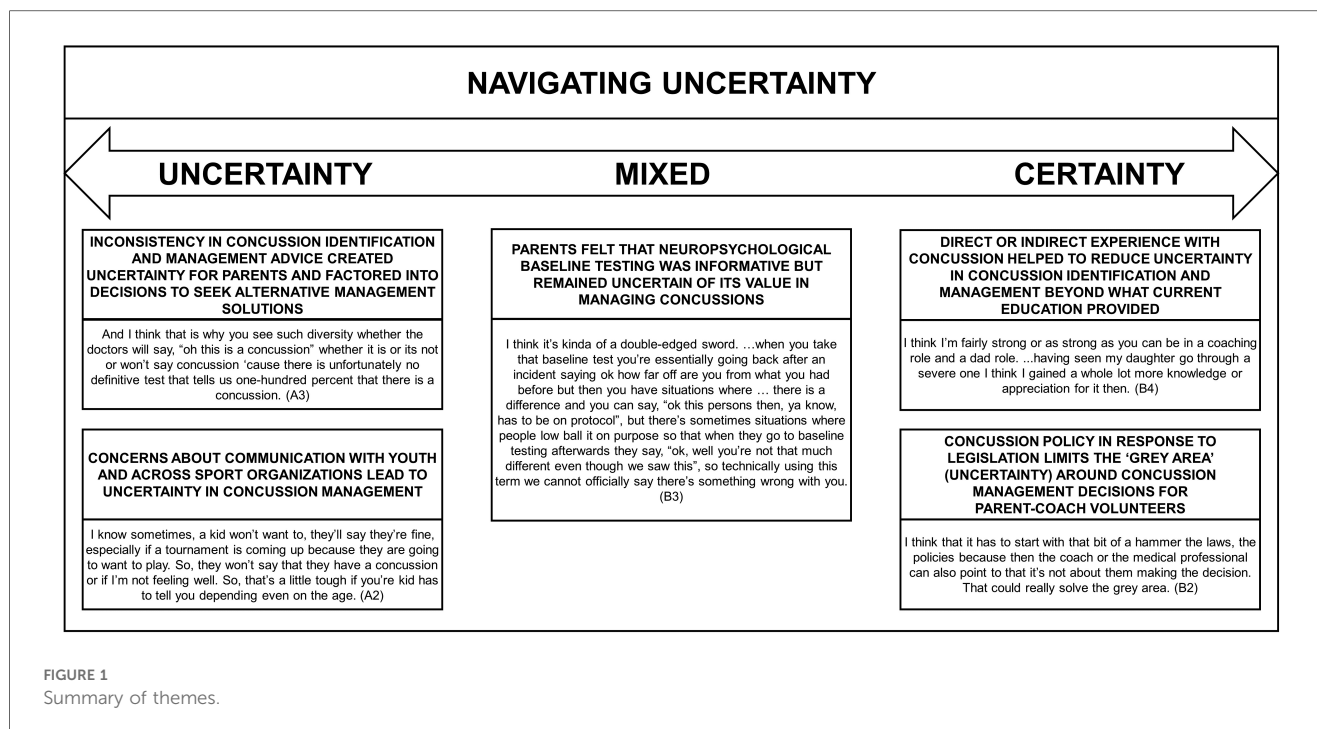 NAVIGATING UNCERTAINTY
UNCERTAINTY
MIXED
CERTAINTY
INCONSISTENCY IN CONCUSSION IDENTIFICATION
AND MANAGEMENT ADVICE CREATED
UNCERTAINTY FOR PARENTS AND FACTORED INTO
DECISIONS TO SEEK ALTERNATIVE MANAGEMENT
SOLUTIONS
And I think that is why you see such diversity whether the
doctors will say, “oh this is a concussion” whether it is or its not
or won’t say concussion ‘cause there is unfortunately no
definitive test that tells us one-hundred percent that there is a
concussion. (A3)
CONCERNS ABOUT COMMUNICATION WITH YOUTH
AND ACROSS SPORT ORGANIZATIONS LEAD TO
UNCERTAINTY IN CONCUSSION MANAGEMENT
I know sometimes, a kid won’t want to, they’ll say they’re fine,
especially if a tournament is coming up because they are going
to want to play. So, they won’t say that they have a concussion
or if I’m not feeling well. So, that’s a little tough if you’re kid has
to tell you depending even on the age. (A2)
PARENTS FELT THAT NEUROPSYCHOLOGICAL
BASELINE TESTING WAS INFORMATIVE BUT
REMAINED UNCERTAIN OF ITS VALUE IN
MANAGING CONCUSSIONS
I think it’s kinda of a double-edged sword. …when you take
that baseline test you’re essentially going back after an
incident saying ok how far off are you from what you had
before but then you have situations where … there is a
difference and you can say, “ok this persons then, ya know,
has to be on protocol”, but there’s sometimes situations where
people low ball it on purpose so that when they go to baseline
testing afterwards they say, “ok, well you’re not that much
different even though we saw this”, so technically using this
term we cannot officially say there’s something wrong with you.
(B3)
DIRECT OR INDIRECT EXPERIENCE WITH
CONCUSSION HELPED TO REDUCE UNCERTAINTY
IN CONCUSSION IDENTIFICATION AND
MANAGEMENT BEYOND WHAT CURRENT
EDUCATION PROVIDED
I think I’m fairly strong or as strong as you can be in a coaching
role and a dad role. ...having seen my daughter go through a
severe one I think I gained a whole lot more knowledge or
appreciation for it then. (B4)
CONCUSSION POLICY IN RESPONSE TO
LEGISLATION LIMITS THE ‘GREY AREA’
(UNCERTAINTY) AROUND CONCUSSION
MANAGEMENT DECISIONS FOR
PARENT-COACH VOLUNTEERS
I think that it has to start with that bit of a hammer the laws, the
policies because then the coach or the medical professional
can also point to that it’s not about them making the decision.
That could really solve the grey area. (B2)
FIGURE 1
Summary of themes.